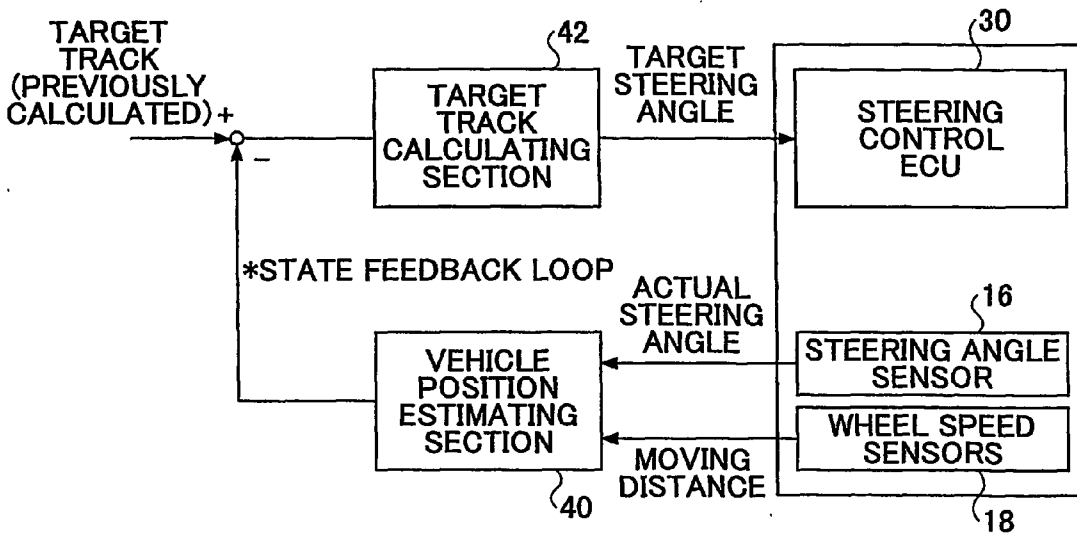 TARGET
TRACK
(PREVIOUSLY
CALCULATED)
+
-
42
TARGET
TRACK
CALCULATING
SECTION
TARGET
STEERING
ANGLE
30
STEERING
CONTROL
ECU
*STATE FEEDBACK LOOP
ACTUAL
STEERING
ANGLE
16
STEERING ANGLE
SENSOR
VEHICLE
POSITION
ESTIMATING
SECTION
40
MOVING
DISTANCE
WHEEL SPEED
SENSORS
18